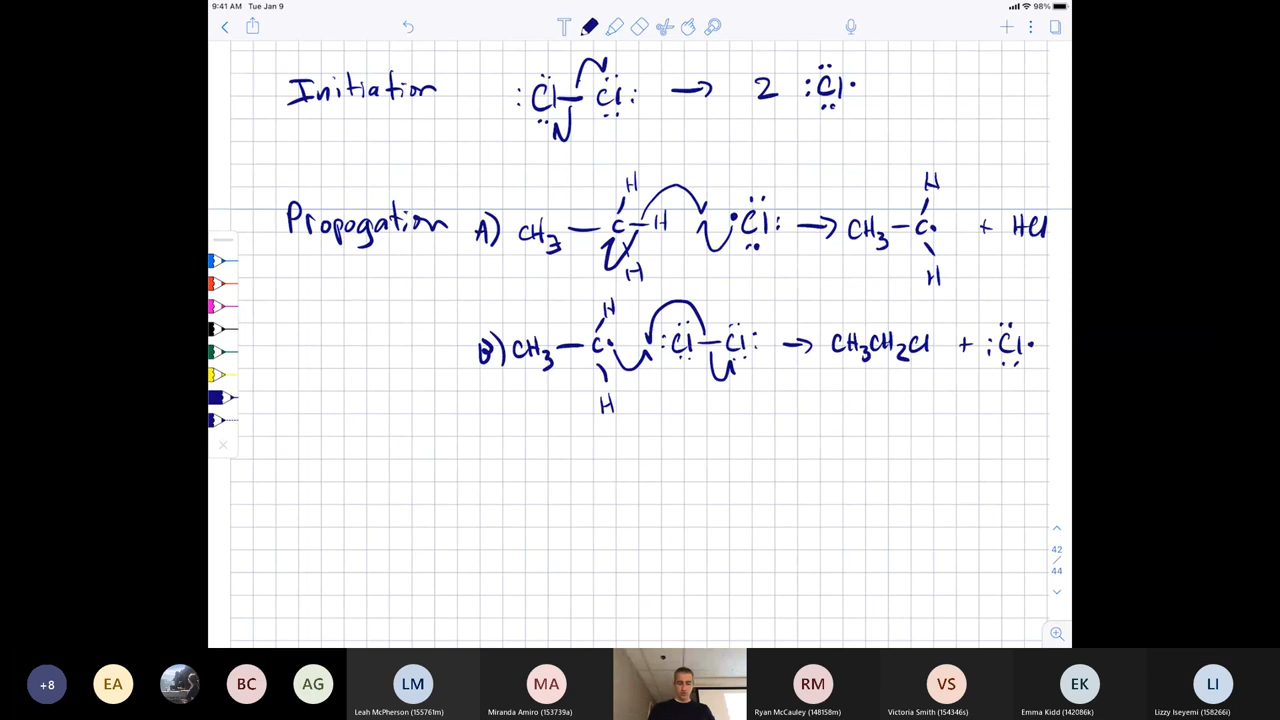 9:41 AM Tue Jan 9
98%
Initiation :Cl—Cl: → 2 :Cl·
H
Propogation A) CH3—C—H ·Cl: → CH3—C· + HCl
H H
H
B) CH3—C· :Cl—Cl: → CH3CH2Cl + :Cl·
H
42
44
+8 EA BC AG LM MA RM VS EK LI
Leah McPherson (155761m) Miranda Amiro (153739a) Ryan McCauley (148158m) Victoria Smith (154346s) Emma Kidd (142086k) Lizzy Iseyemi (158266i)